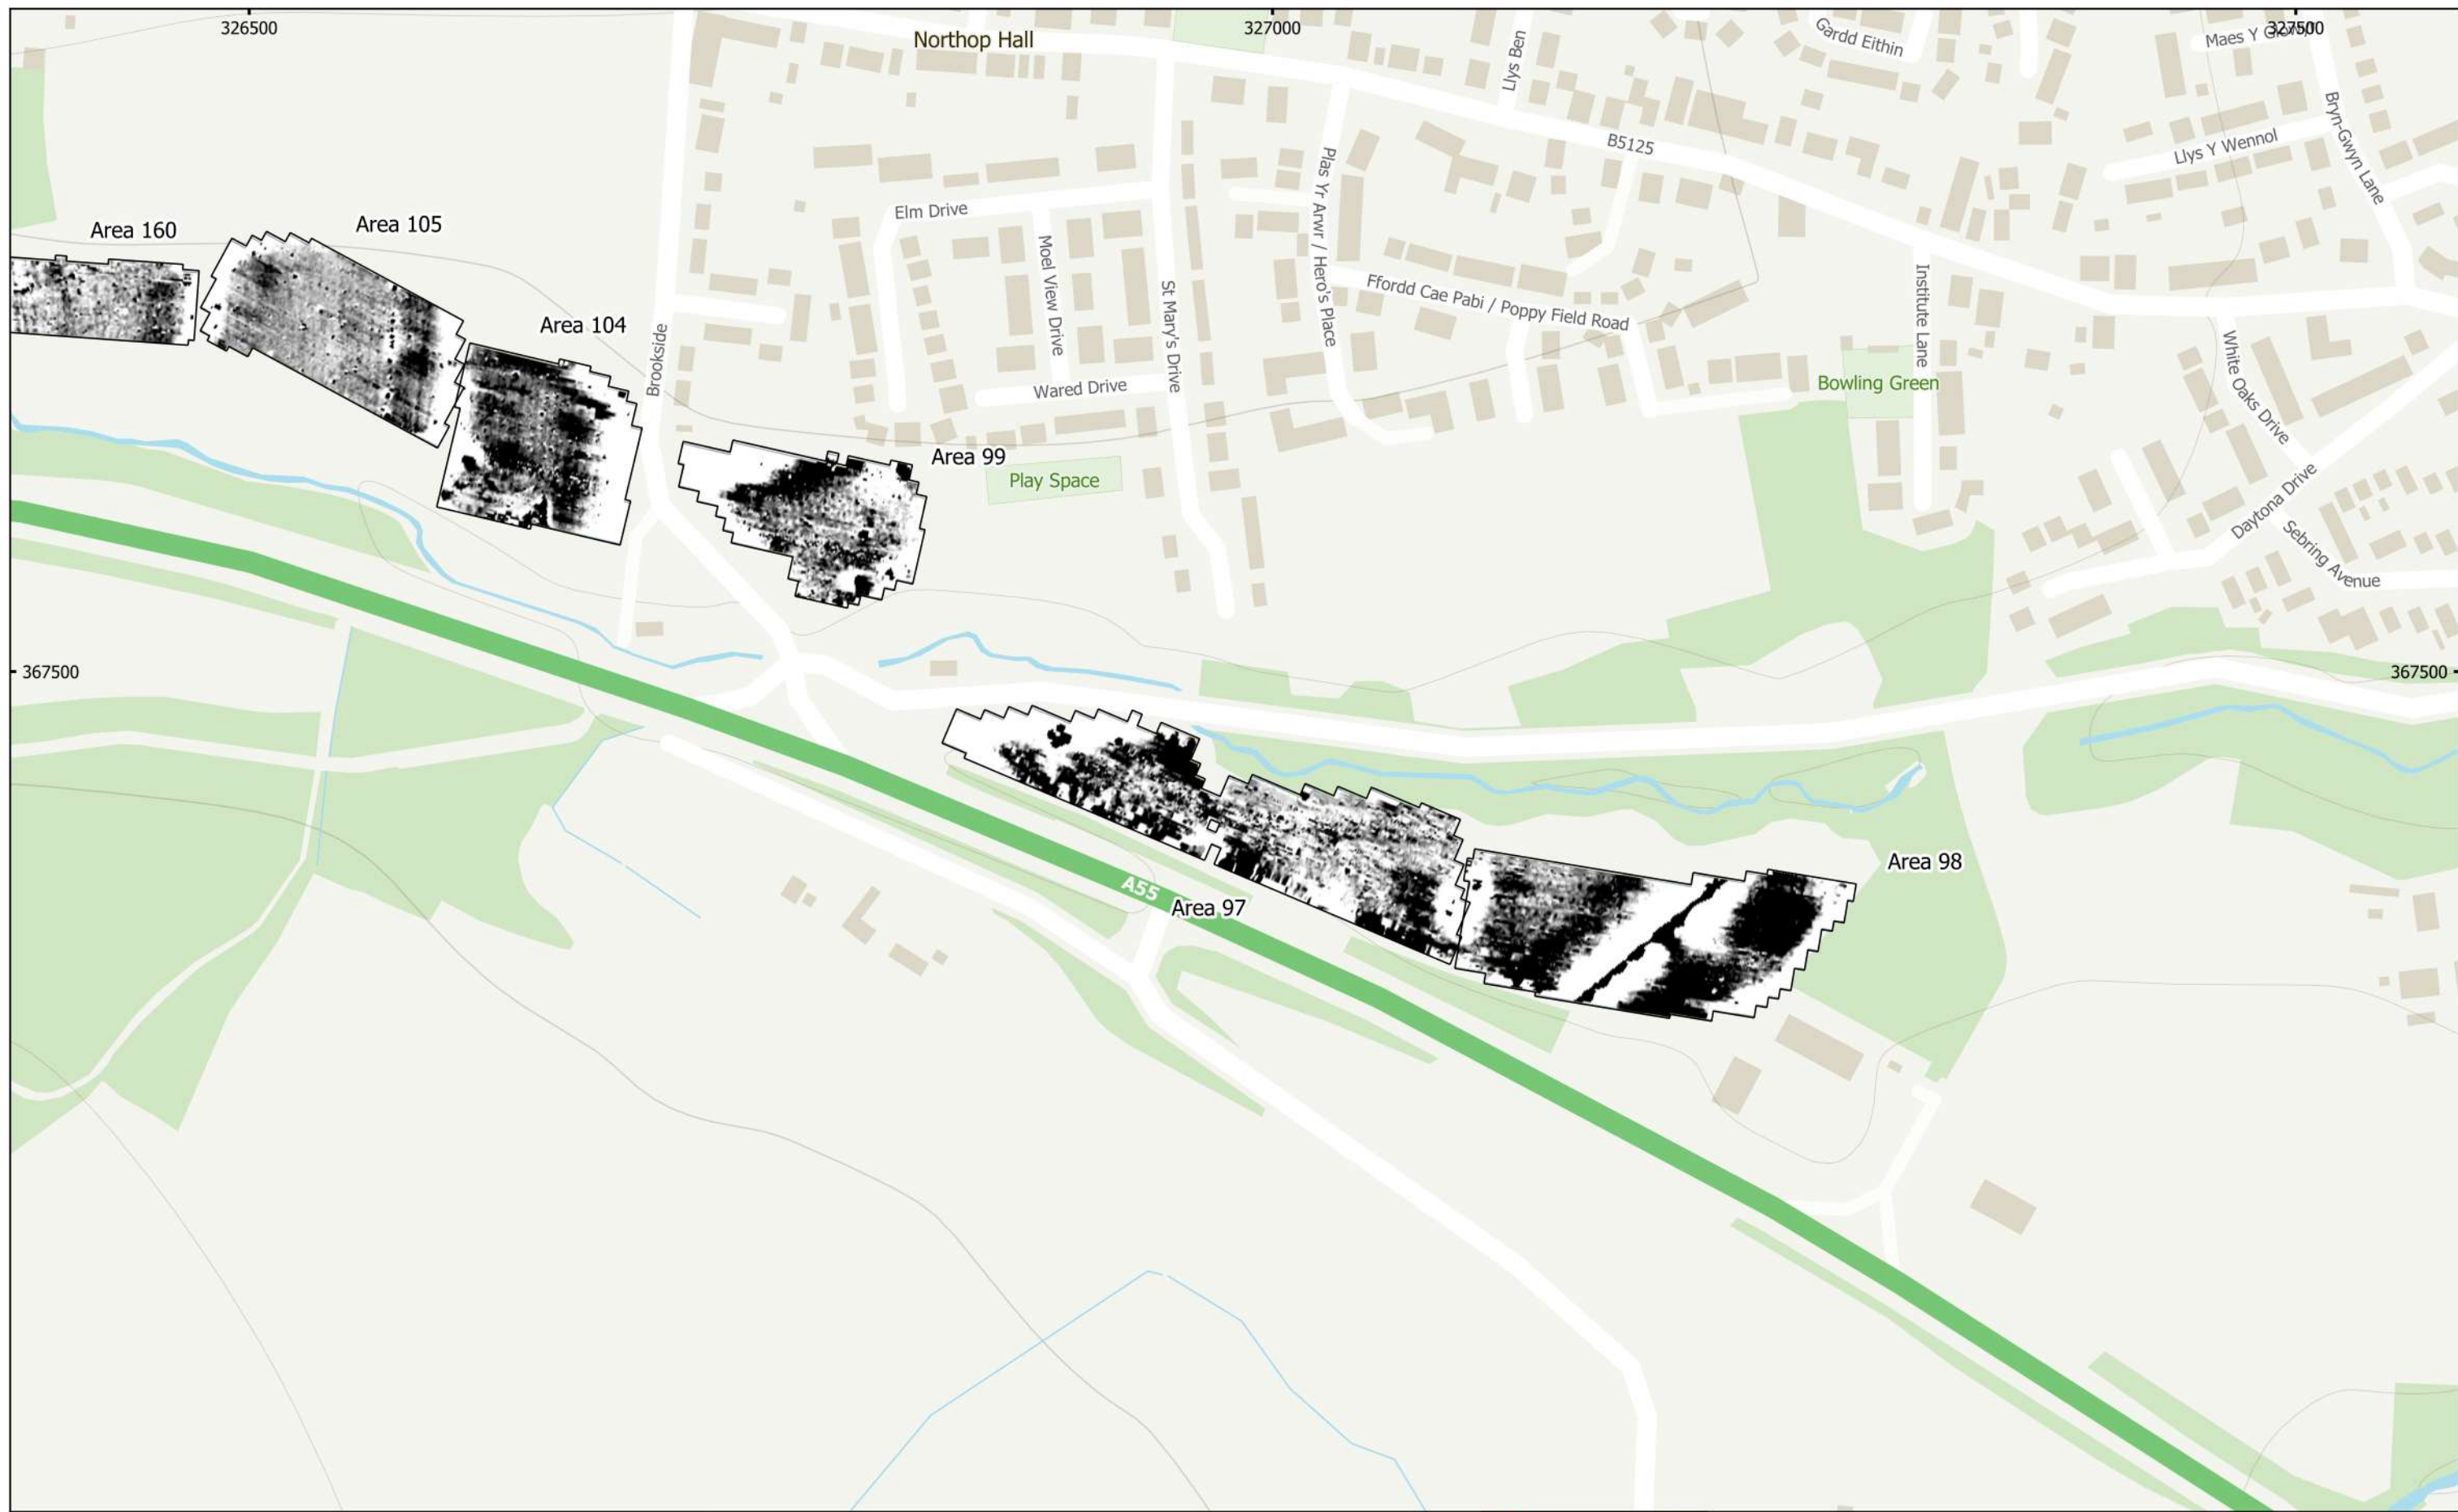 326500
327000
327500
Northop Hall
Gardd Eithin
Llys Ben
Bryn-Gwyn Lane
B5125
Llys Y Wennol
Plas Yr Arwr / Hero's Place
Elm Drive
Area 160
Area 105
Moel View Drive
St Mary's Drive
Ffordd Cae Pabi / Poppy Field Road
Institute Lane
Area 104
Brookside
White Oaks Drive
Wared Drive
Bowling Green
Area 99
Play Space
Daytona Drive
Sebring Avenue
367500
367500
Area 98
A55
Area 97